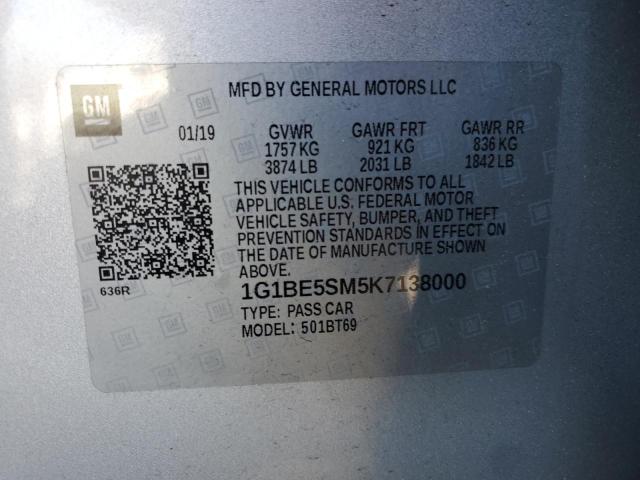 GM
MFD BY GENERAL MOTORS LLC
01/19 GVWR GAWR FRT GAWR RR
1757 KG 921 KG 836 KG
3874 LB 2031 LB 1842 LB
THIS VEHICLE CONFORMS TO ALL
APPLICABLE U.S. FEDERAL MOTOR
VEHICLE SAFETY, BUMPER, AND THEFT
PREVENTION STANDARDS IN EFFECT ON
THE DATE OF MANUFACTURE SHOWN
ABOVE.
636R
1G1BE5SM5K7138000
TYPE: PASS CAR
MODEL: 501BT69